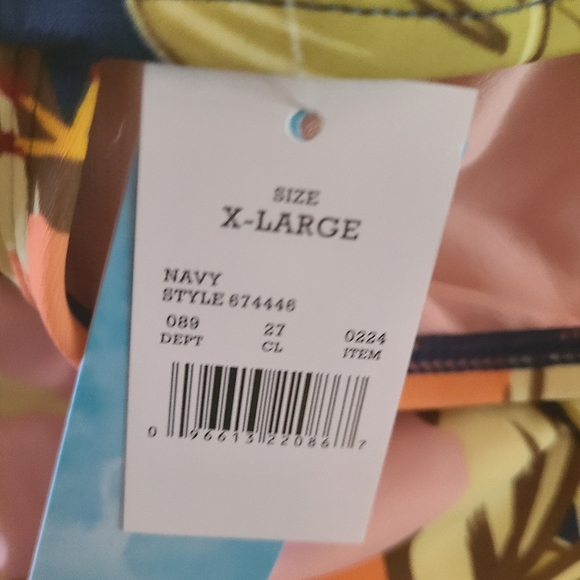 SIZE
X-LARGE
NAVY
STYLE 674446
089 27 0224
DEPT CL ITEM
0 96613 22086 7